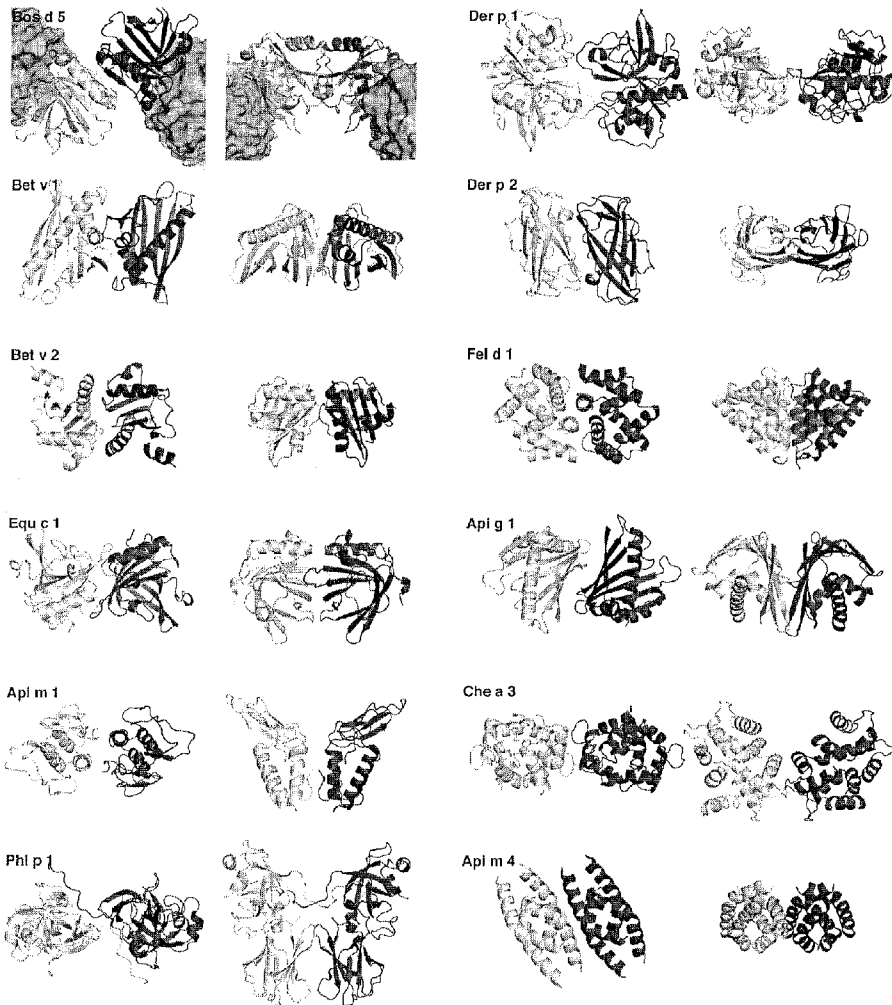 Bos d 5
Der p 1
Bet v 1
Der p 2
Bet v 2
Fel d 1
Equ c 1
Api g 1
Api m 1
Che a 3
Phl p 1
Api m 4